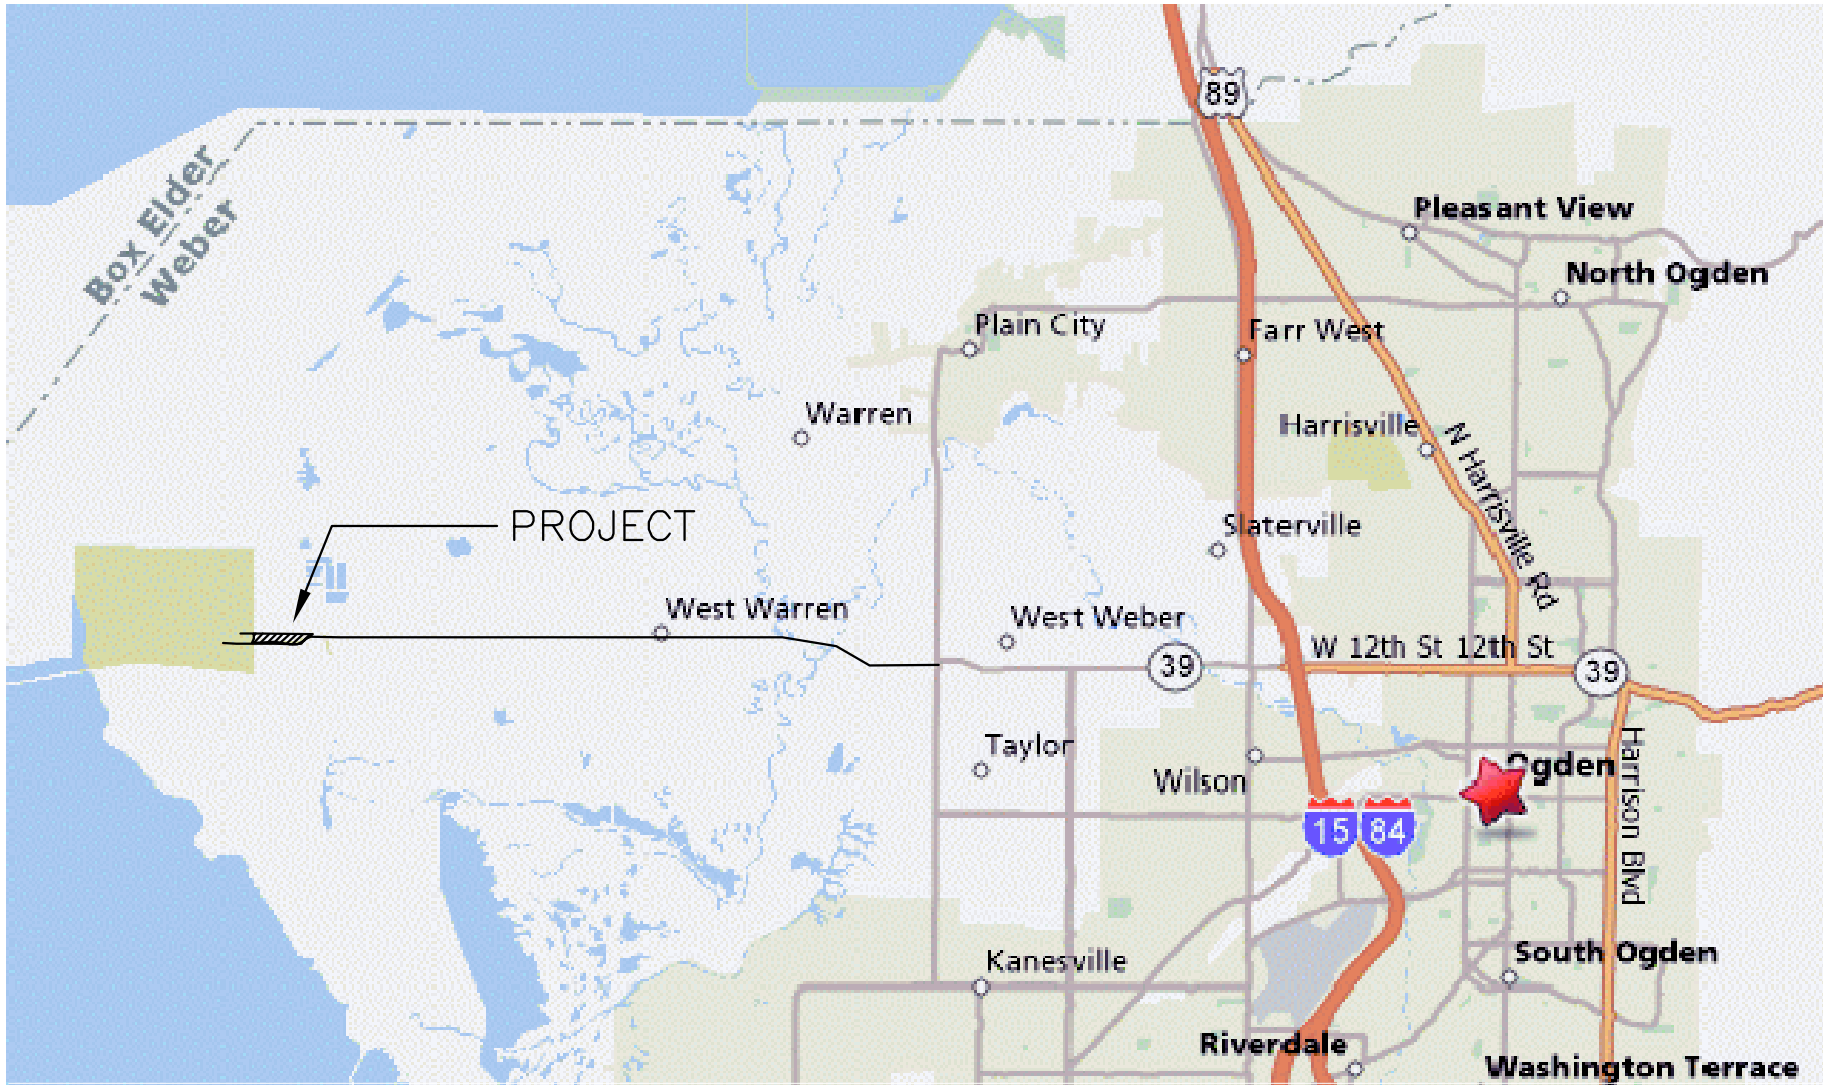 89
Box Elder
Weber
Pleasant View
North Ogden
Plain City
Farr West
Warren
Harrisville
N Harrisville Rd
PROJECT
Slaterville
West Warren
West Weber
W 12th St 12th St
39
39
Taylor
Wilson
Ogden
Harrison Blvd
15
84
Kanesville
South Ogden
Riverdale
Washington Terrace